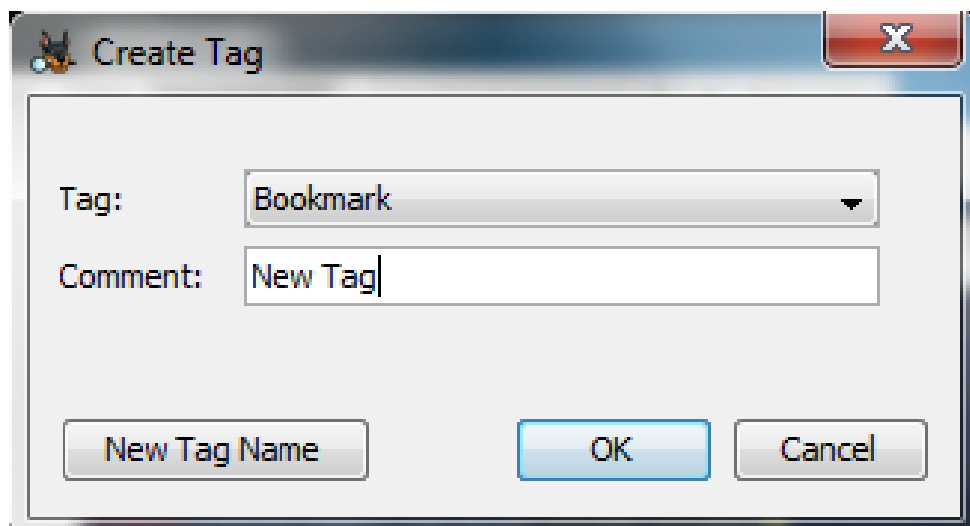 Create Tag
Tag: Bookmark
Comment: New Tag
New Tag Name OK Cancel